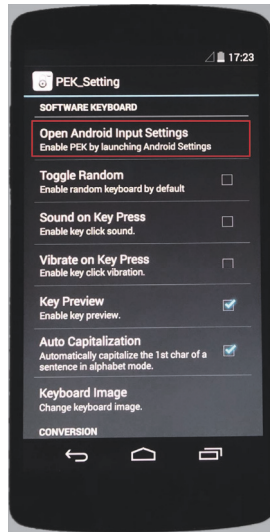 17:23
PEK_Setting
SOFTWARE KEYBOARD
Open Android Input Settings
Enable PEK by launching Android Settings
Toggle Random
Enable random keyboard by default
Sound on Key Press
Enable key click sound.
Vibrate on Key Press
Enable key click vibration.
Key Preview
Enable key preview.
Auto Capitalization
Automatically capitalize the 1st char of a
sentence in alphabet mode.
Keyboard Image
Change keyboard image.
CONVERSION